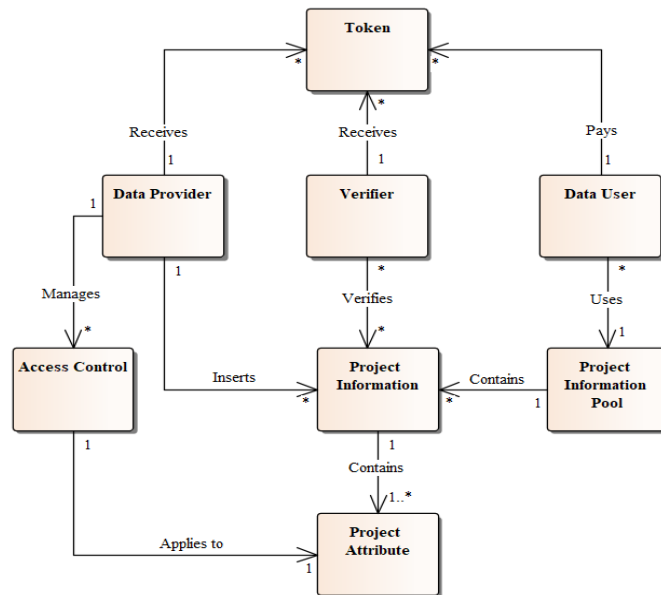 Token
* * *
Receives Receives Pays
1 1 1
Data Provider Verifier Data User
1
1 * *
Manages Verifies Uses
* * 1
Access Control Project
Information
Project
Information
Pool
Inserts Contains
* * 1
1 1
Contains
1..*
Project
Attribute
Applies to
1